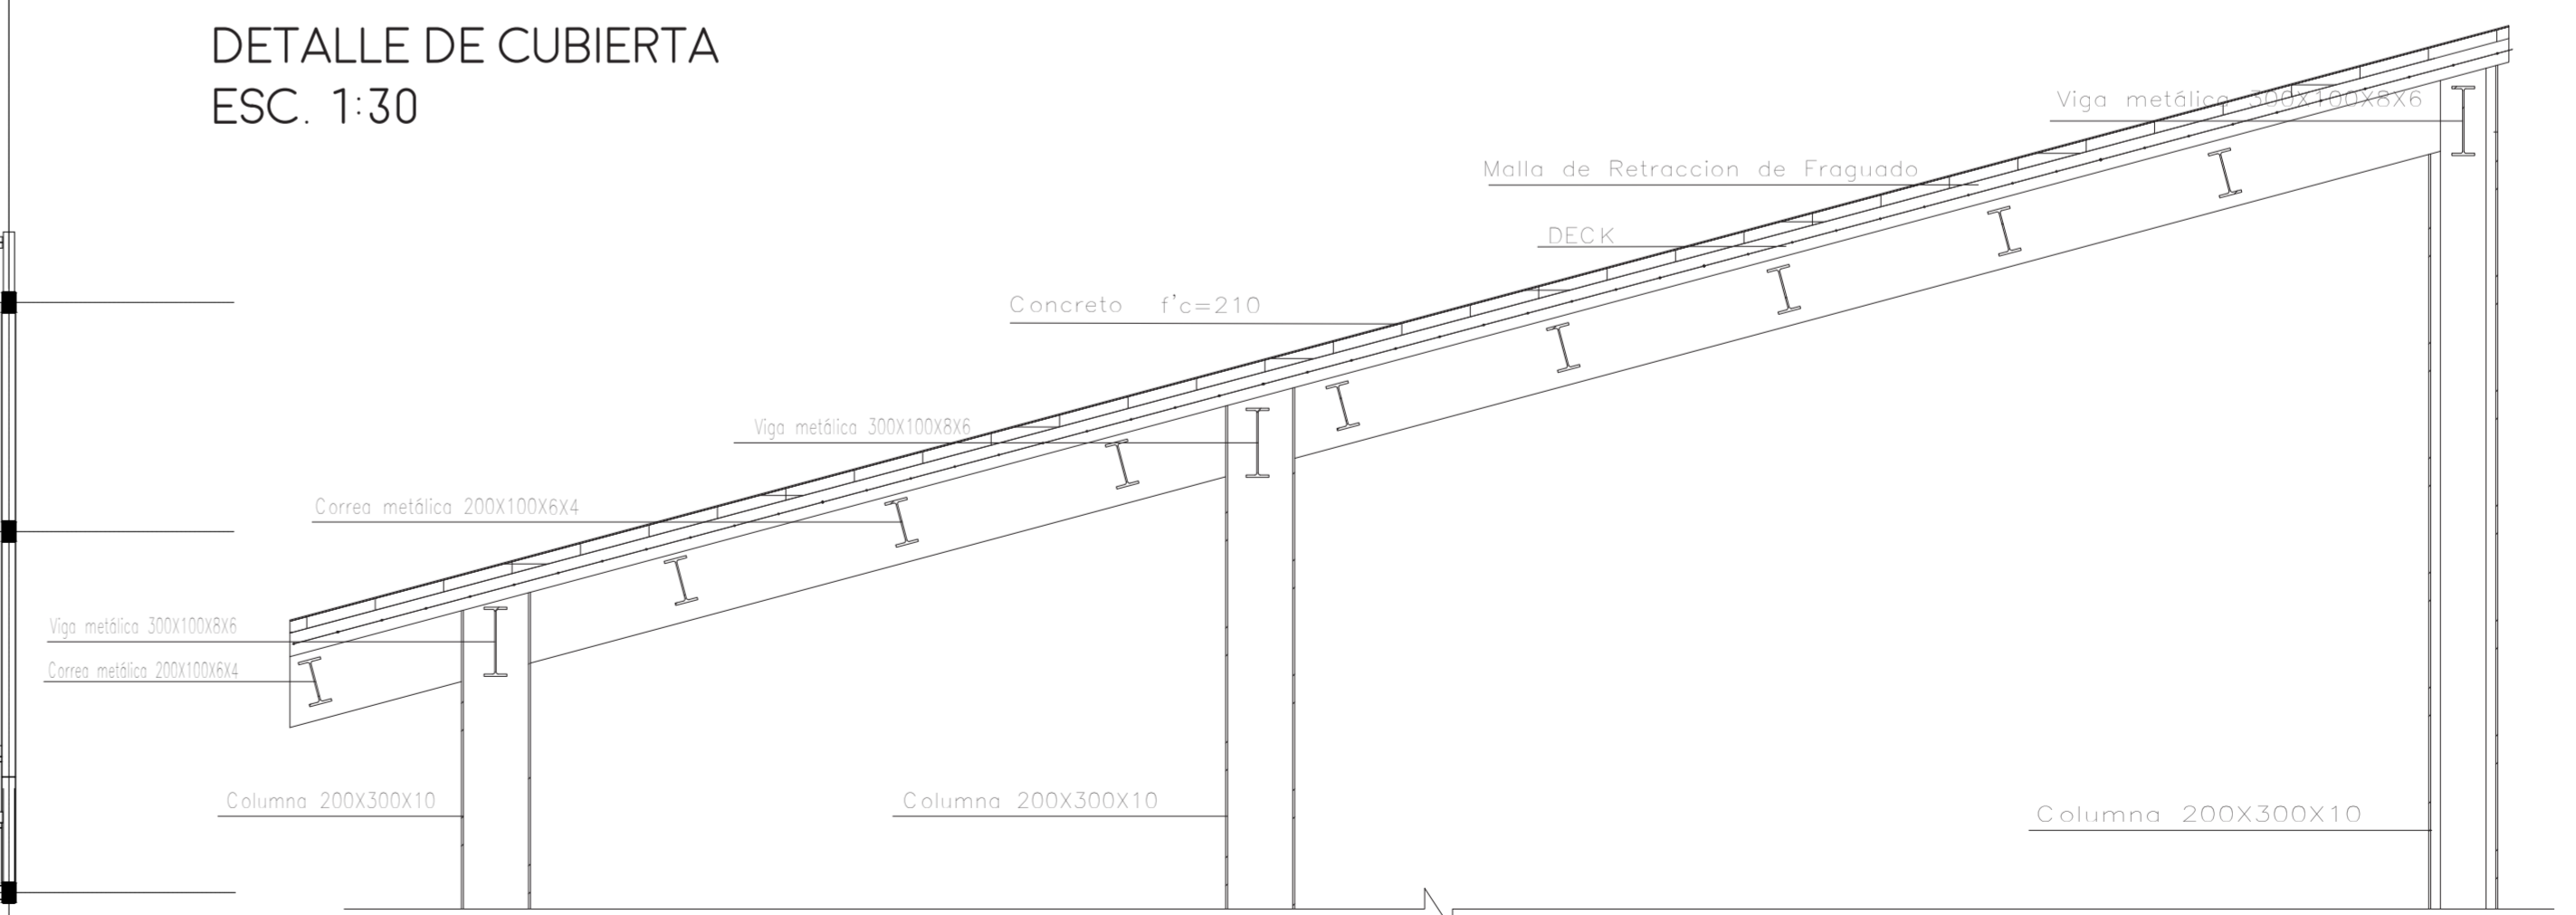 DETALLE DE CUBIERTA
ESC. 1:30
Viga metálica 300X100X8X6
Malla de Retraccion de Fraguado
DECK
Concreto f'c=210
Viga metálica 300X100X8X6
Correa metálica 200X100X6X4
Viga metálica 300X100X8X6
Correa metálica 200X100X6X4
Columna 200X300X10
Columna 200X300X10
Columna 200X300X10